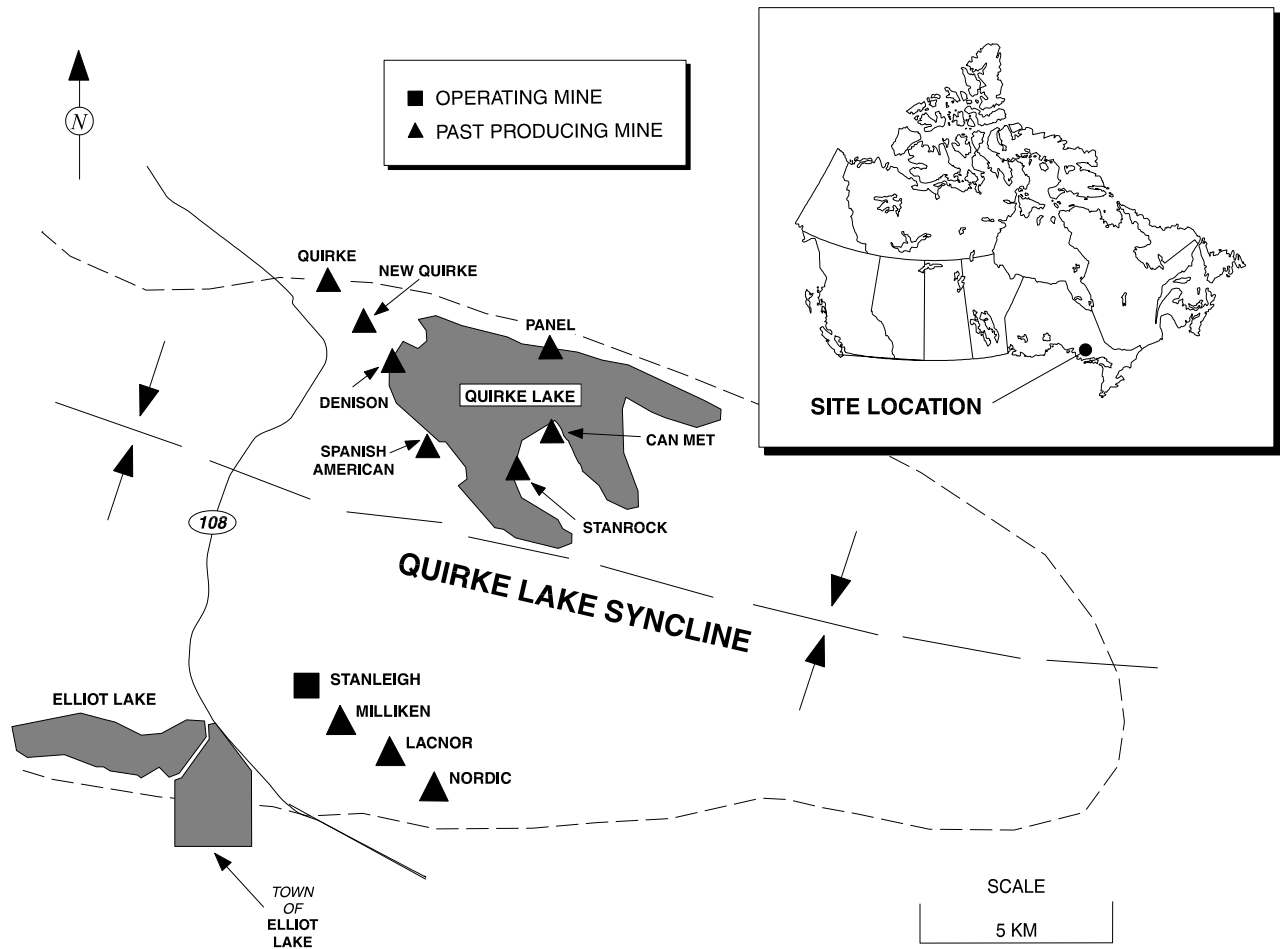 N
OPERATING MINE
PAST PRODUCING MINE
SITE LOCATION
QUIRKE
NEW QUIRKE
PANEL
DENISON
QUIRKE LAKE
CAN MET
SPANISH
AMERICAN
STANROCK
108
QUIRKE LAKE SYNCLINE
STANLEIGH
ELLIOT LAKE
MILLIKEN
LACNOR
NORDIC
TOWN
OF
ELLIOT
LAKE
SCALE
5 KM